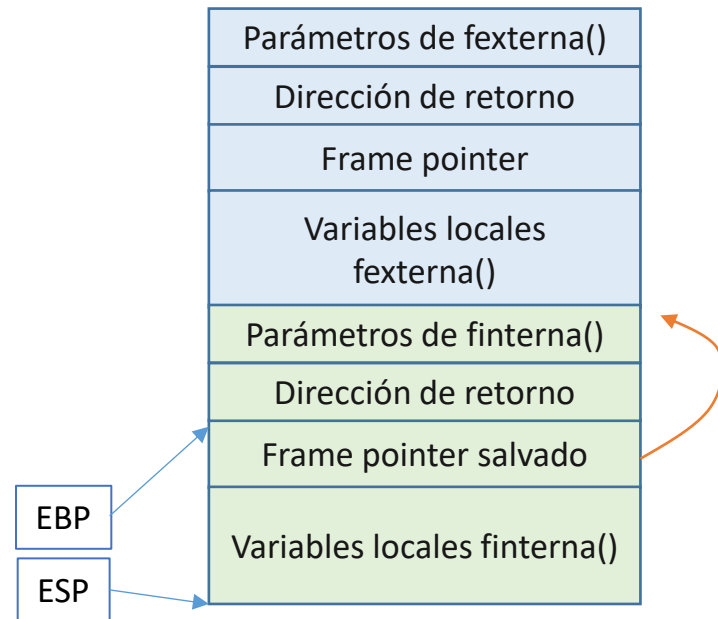 Parámetros de fexterna()
Dirección de retorno
Frame pointer
Variables locales
fexterna()
Parámetros de finterna()
Dirección de retorno
Frame pointer salvado
EBP
Variables locales finterna()
ESP